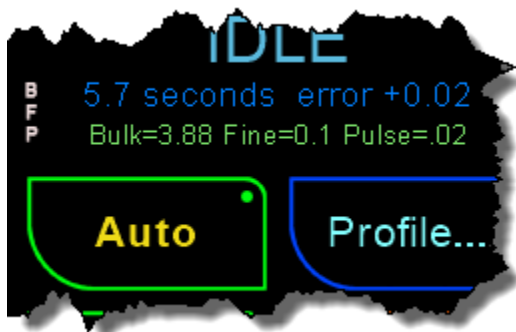 IDLE
B
F
P
5.7 seconds error +0.02
Bulk=3.88 Fine=0.1 Pulse=.02
Auto
Profile...